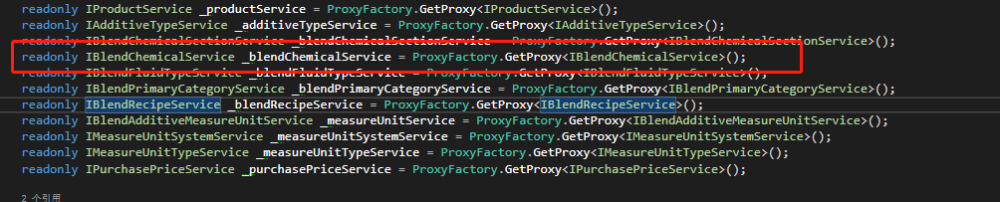 readonly IProductService _productService = ProxyFactory.GetProxy<IProductService>();
readonly IAdditiveTypeService _additiveTypeService = ProxyFactory.GetProxy<IAdditiveTypeService>();
readonly IBlendChemicalSectionService _blendChemicalSectionService = ProxyFactory.GetProxy<IBlendChemicalSectionService>();
readonly IBlendChemicalService _blendChemicalService = ProxyFactory.GetProxy<IBlendChemicalService>();
readonly IBlendFluidTypeService _blendFluidTypeService = ProxyFactory.GetProxy<IBlendFluidTypeService>();
readonly IBlendPrimaryCategoryService _blendPrimaryCategoryService = ProxyFactory.GetProxy<IBlendPrimaryCategoryService>();
readonly IBlendRecipeService _blendRecipeService = ProxyFactory.GetProxy<IBlendRecipeService>();
readonly IBlendAdditiveMeasureUnitService _measureUnitService = ProxyFactory.GetProxy<IBlendAdditiveMeasureUnitService>();
readonly IMeasureUnitSystemService _measureUnitSystemService = ProxyFactory.GetProxy<IMeasureUnitSystemService>();
readonly IMeasureUnitTypeService _measureUnitTypeService = ProxyFactory.GetProxy<IMeasureUnitTypeService>();
readonly IPurchasePriceService _purchasePriceService = ProxyFactory.GetProxy<IPurchasePriceService>();
2 个引用